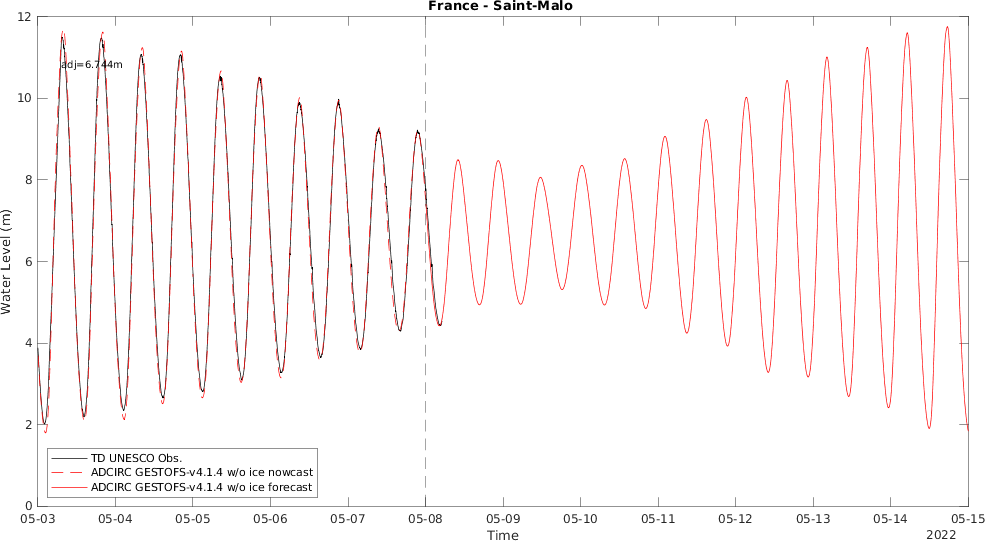 France - Saint-Malo
12
10
8
6
4
2
0
Water Level (m)
adj=6.744m
TD UNESCO Obs.
ADCIRC GESTOFS-v4.1.4 w/o ice nowcast
ADCIRC GESTOFS-v4.1.4 w/o ice forecast
05-03 05-04 05-05 05-06 05-07 05-08 05-09 05-10 05-11 05-12 05-13 05-14 05-15
Time
2022